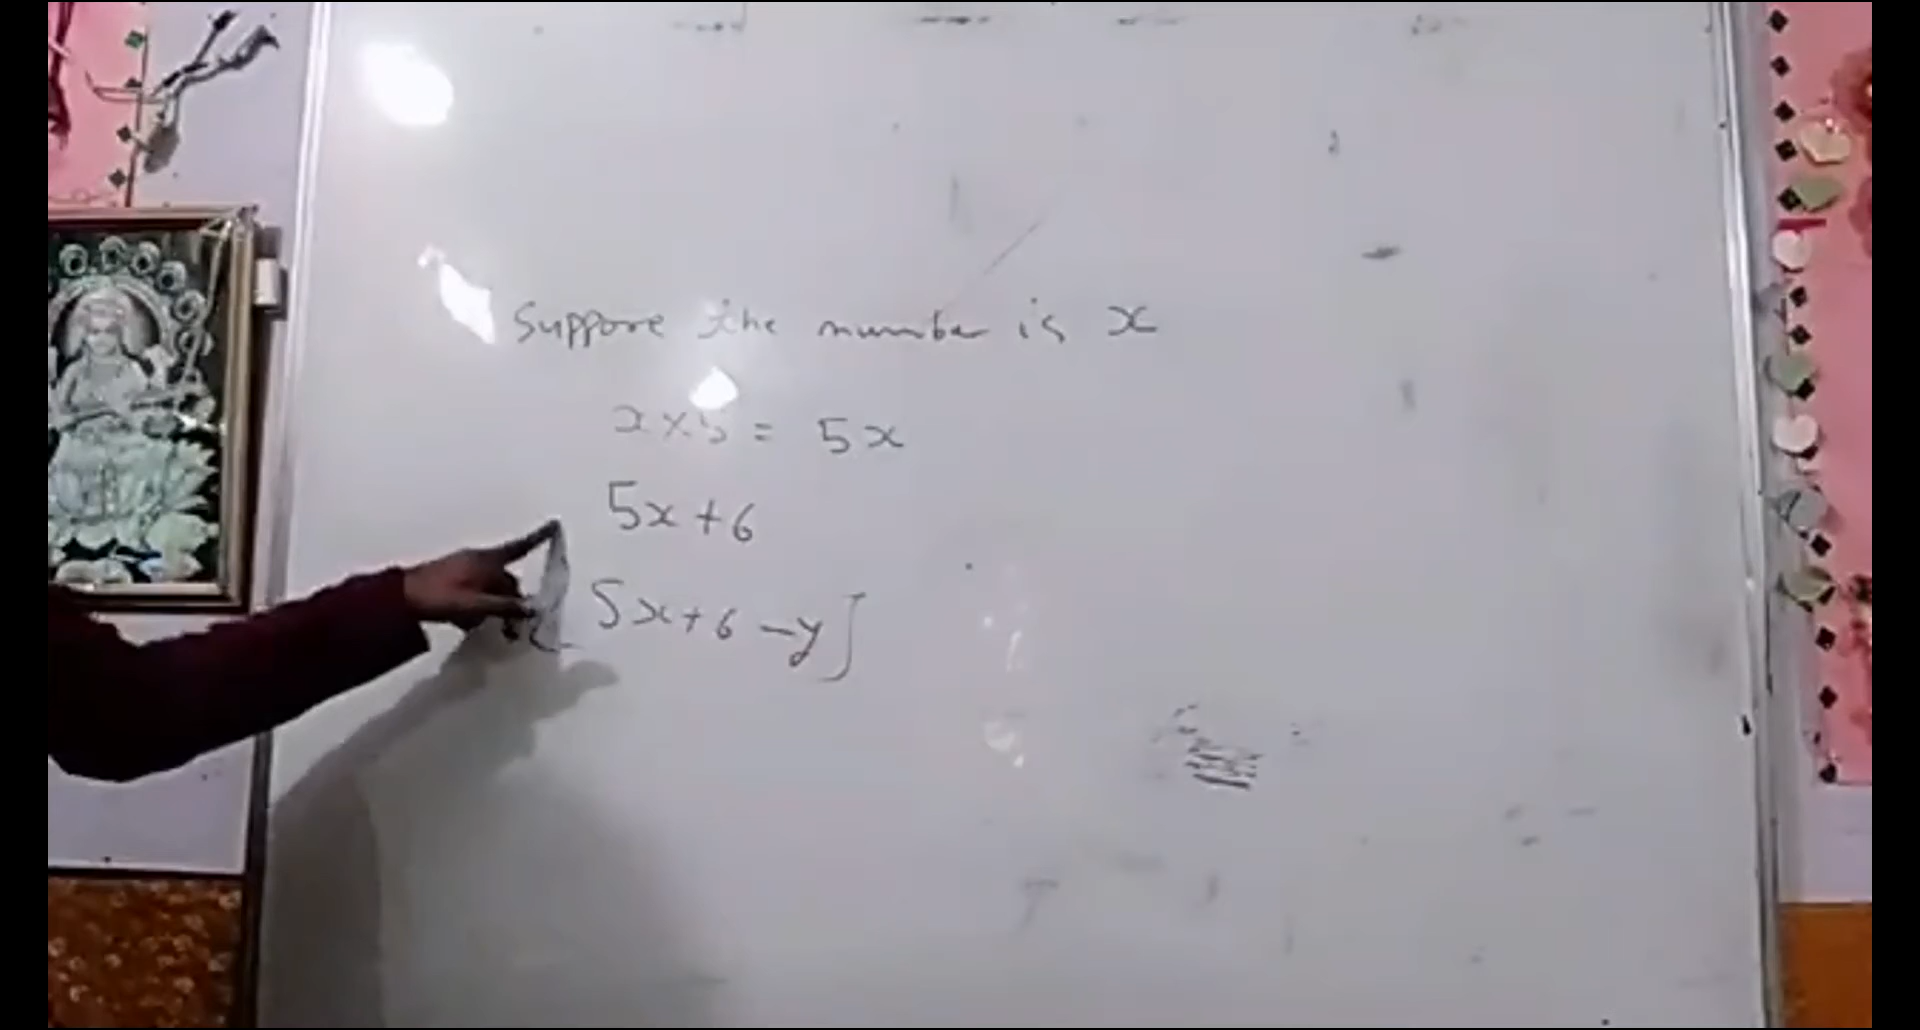 Suppose the number is x
x×5 = 5x
5x+6
[5x+6-y]